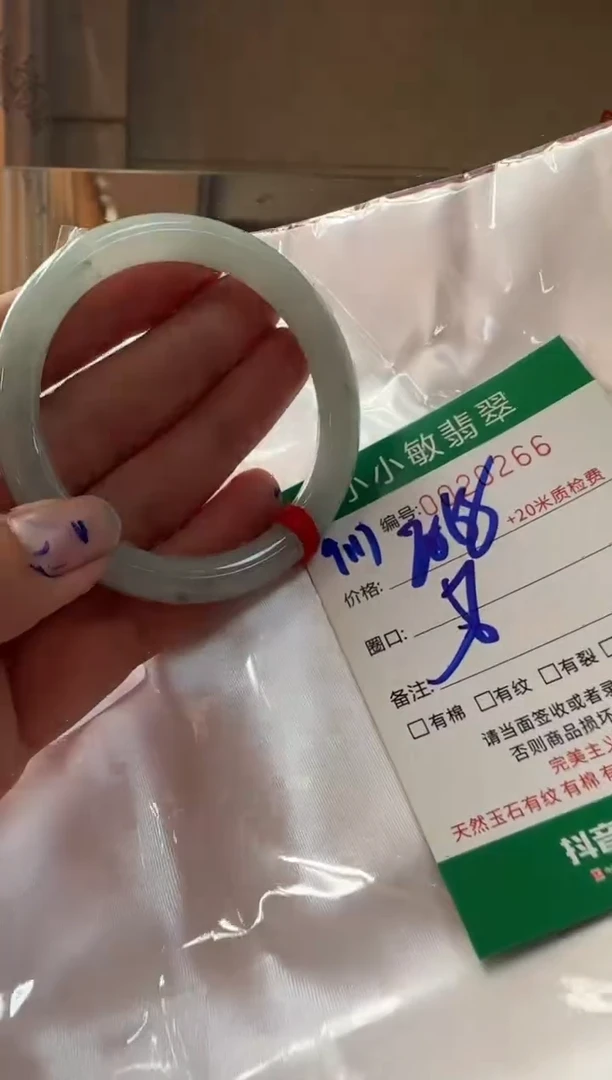 小小敏翡翠
编号:0020266
价格: +20米质检费
圈口:
备注:
□有棉 □有纹 □有裂
请当面签收或者录
否则商品损坏
完美主义
天然玉石有纹有棉有
抖音